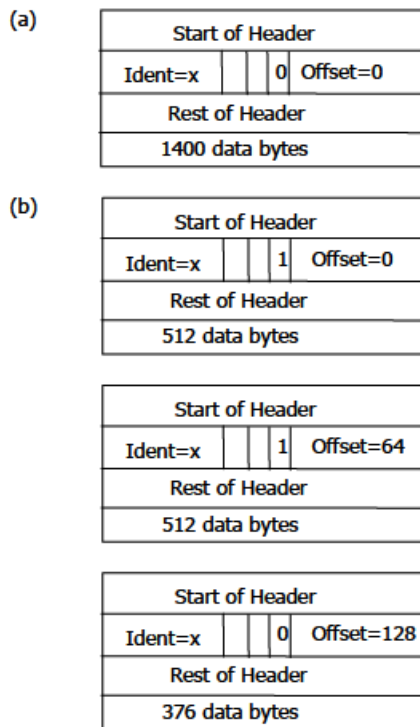 (a)
Start of Header
Ident=x 0 Offset=0
Rest of Header
1400 data bytes
(b)
Start of Header
Ident=x 1 Offset=0
Rest of Header
512 data bytes
Start of Header
Ident=x 1 Offset=64
Rest of Header
512 data bytes
Start of Header
Ident=x 0 Offset=128
Rest of Header
376 data bytes